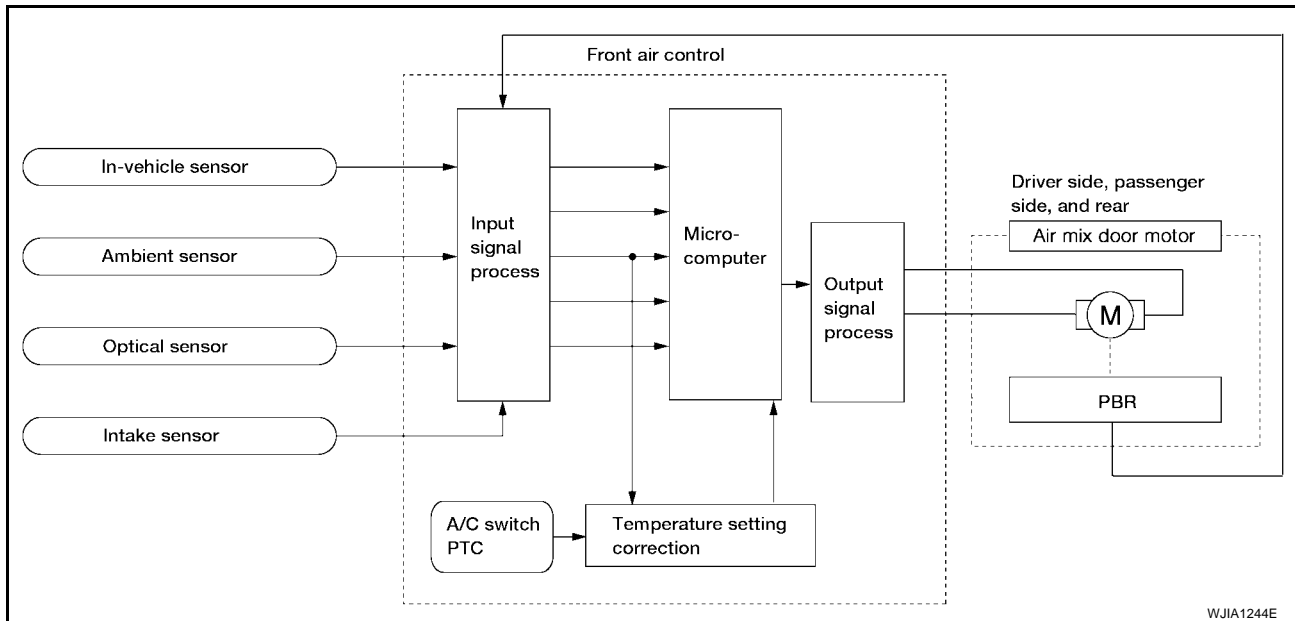 Front air control
In-vehicle sensor
Ambient sensor
Optical sensor
Intake sensor
Input
signal
process
Micro-
computer
Output
signal
process
Driver side, passenger
side, and rear
Air mix door motor
M
PBR
A/C switch
PTC
Temperature setting
correction
WJIA1244E